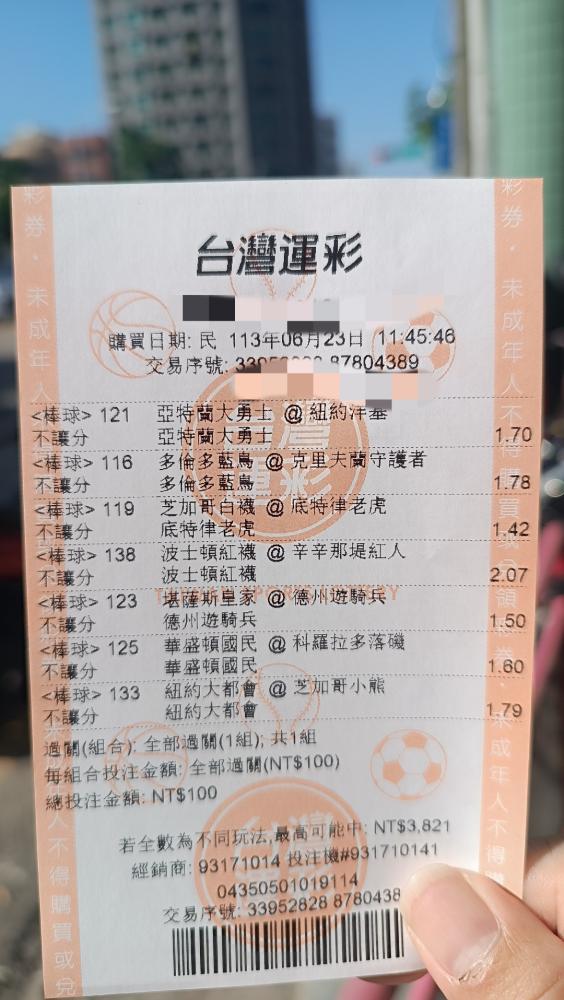 台灣運彩
購買日期: 民 113年06月23日 11:45:46
交易序號: 33952828 87804389
<棒球> 121 亞特蘭大勇士 @ 紐約洋基
不讓分 亞特蘭大勇士 1.70
<棒球> 116 多倫多藍鳥 @ 克里夫蘭守護者
不讓分 多倫多藍鳥 1.78
<棒球> 119 芝加哥白襪 @ 底特律老虎
不讓分 底特律老虎 1.42
<棒球> 138 波士頓紅襪 @ 辛辛那堤紅人
不讓分 波士頓紅襪 2.07
<棒球> 123 堪薩斯皇家 @ 德州遊騎兵
不讓分 德州遊騎兵 1.50
<棒球> 125 華盛頓國民 @ 科羅拉多落磯
不讓分 華盛頓國民 1.60
<棒球> 133 紐約大都會 @ 芝加哥小熊
不讓分 紐約大都會 1.79
過關(組合): 全部過關(1組); 共1組
每組合投注金額: 全部過關(NT$100)
總投注金額: NT$100
若全數為不同玩法,最高可能中: NT$3,821
經銷商: 93171014 投注機#931710141
04350501019114
交易序號: 33952828 8780438